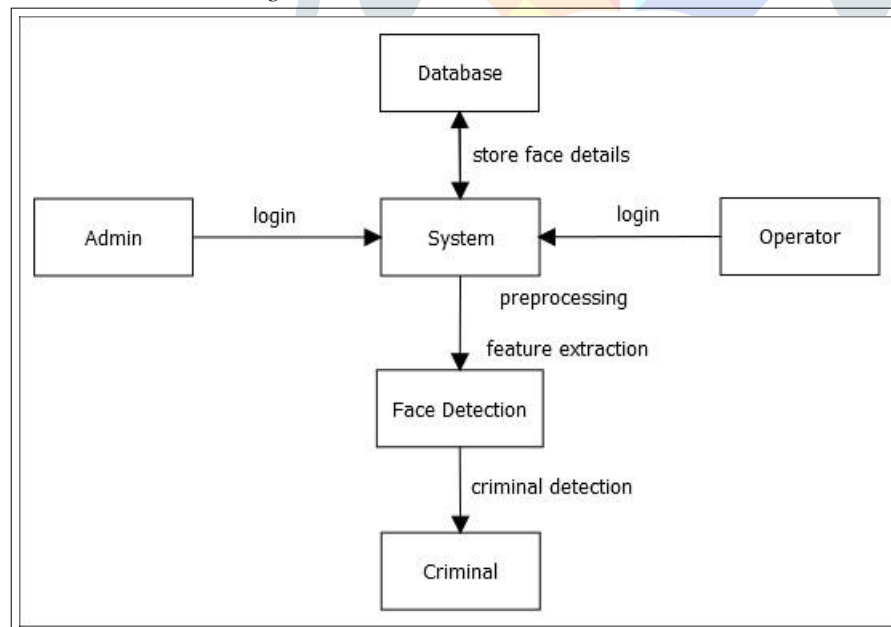 Database
store face details
login
login
Admin
System
Operator
preprocessing
feature extraction
Face Detection
criminal detection
Criminal